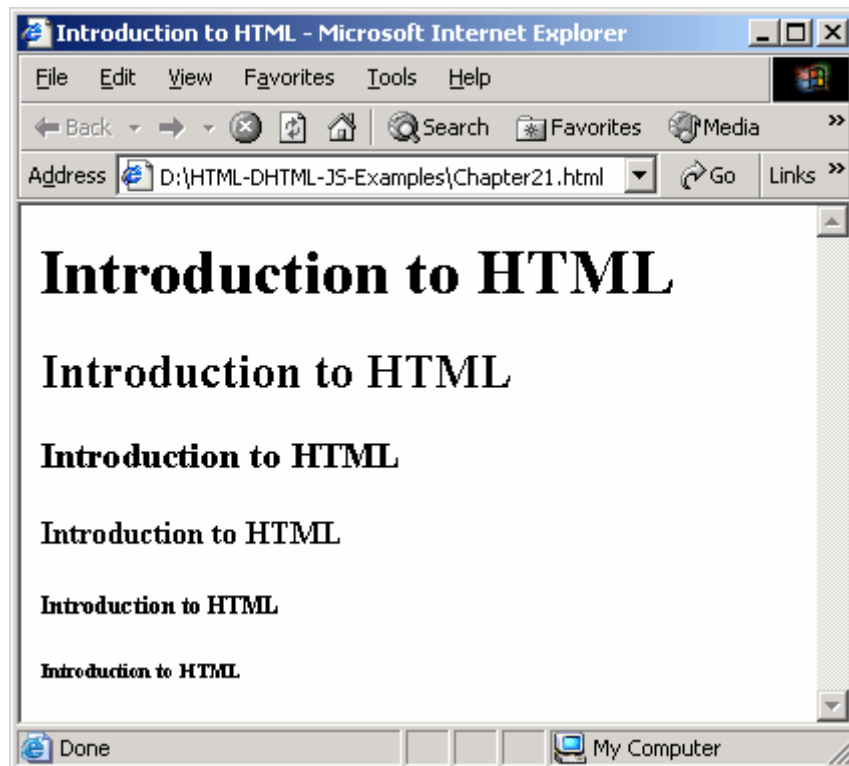 Introduction to HTML - Microsoft Internet Explorer
File Edit View Favorites Tools Help
Back Search Favorites Media »
Address D:\HTML-DHTML-JS-Examples\Chapter21.html Go Links »
Introduction to HTML
Introduction to HTML
Introduction to HTML
Introduction to HTML
Introduction to HTML
Introduction to HTML
Done My Computer